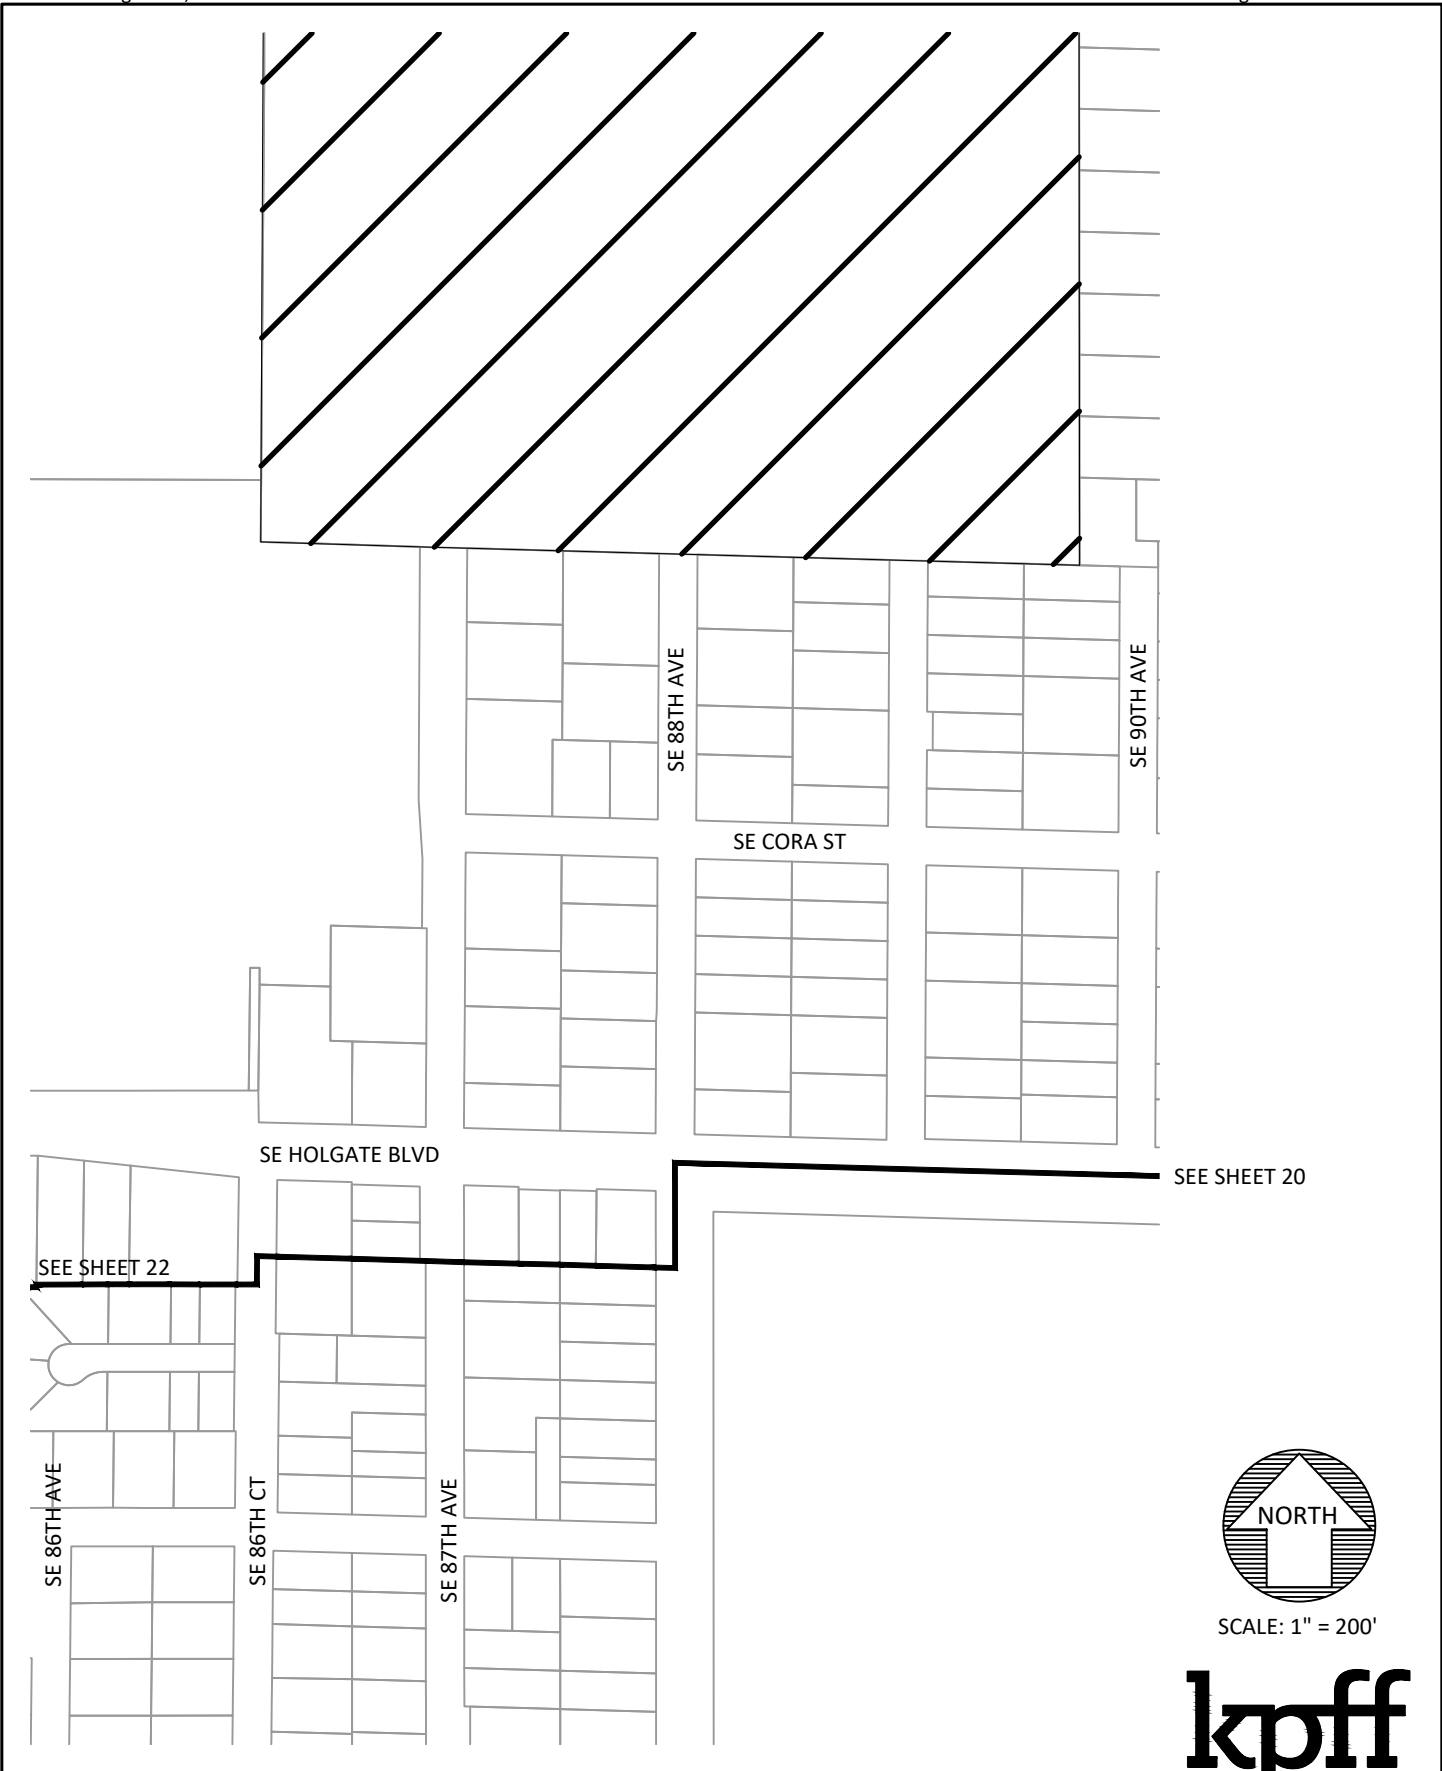 SE 88TH AVE
SE 90TH AVE
SE CORA ST
SE HOLGATE BLVD
SEE SHEET 20
SEE SHEET 22
SE 86TH AVE
SE 86TH CT
SE 87TH AVE
NORTH
SCALE: 1" = 200'
kpff